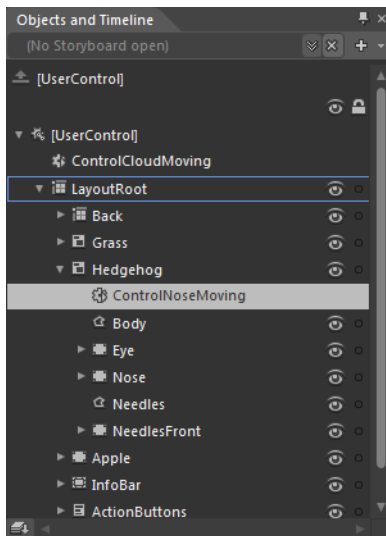 Objects and Timeline
(No Storyboard open)
[UserControl]
[UserControl]
ControlCloudMoving
LayoutRoot
Back
Grass
Hedgehog
ControlNoseMoving
Body
Eye
Nose
Needles
NeedlesFront
Apple
InfoBar
ActionButtons